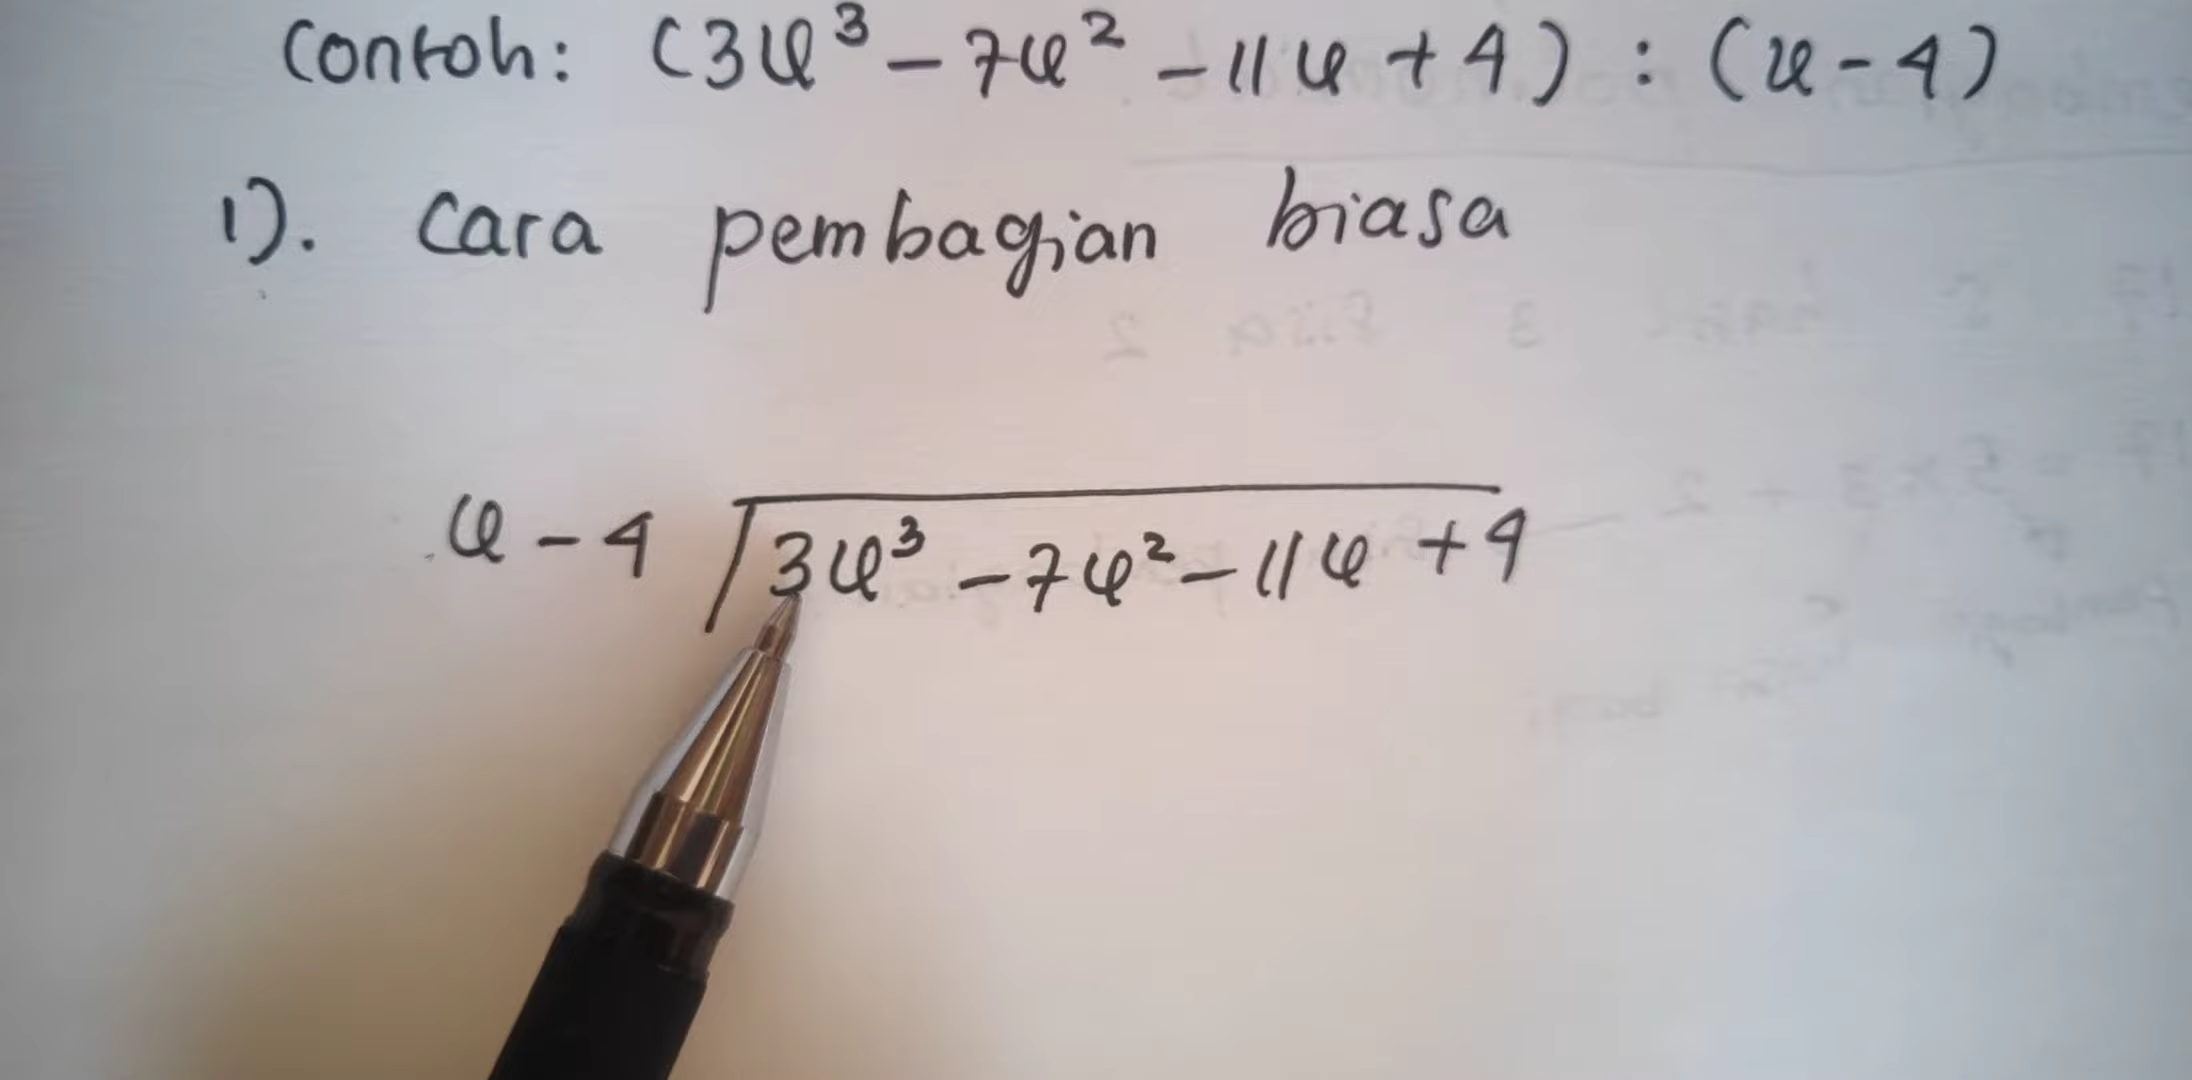 Contoh: (3x³ - 7x² - 11x + 4) : (x - 4)
1). Cara pembagian biasa
x - 4 √3x³ - 7x² - 11x + 4